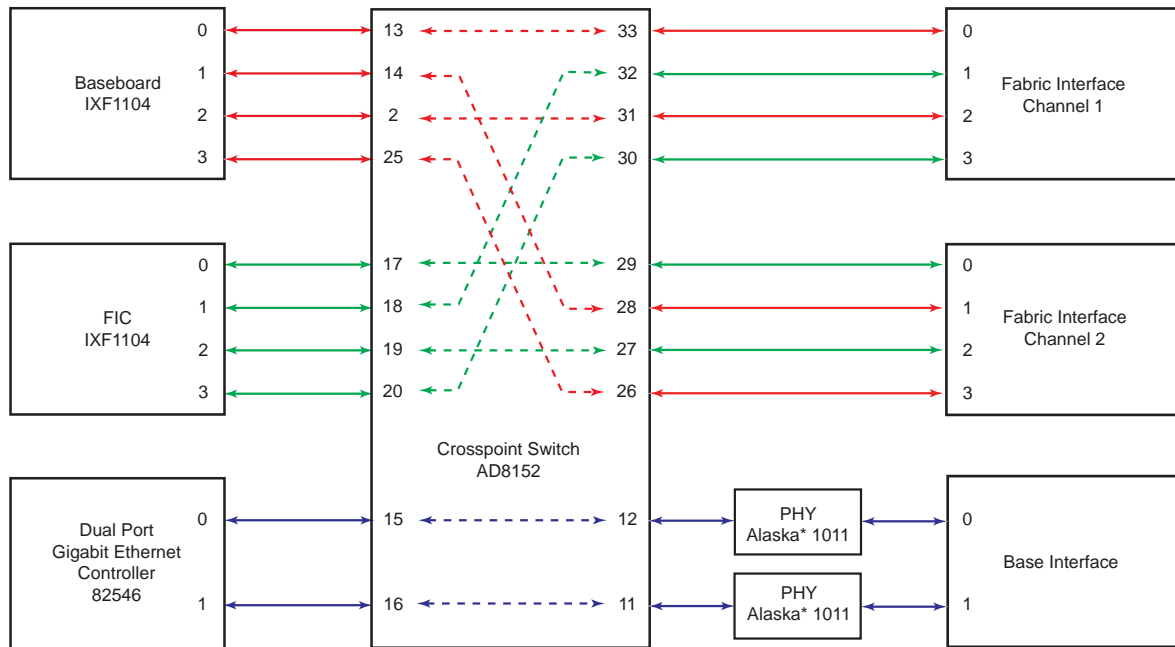 0 13 33 0
1 14 32 1
Baseboard
IXF1104
Fabric Interface
Channel 1
2 2 31 2
3 25 30 3
0 17 29 0
1 18 28 1
FIC
IXF1104
Fabric Interface
Channel 2
2 19 27 2
3 20 26 3
Crosspoint Switch
AD8152
Dual Port
Gigabit Ethernet
Controller
82546
0 15 12 0
PHY
Alaska* 1011
Base Interface
1 16 11 1
PHY
Alaska* 1011